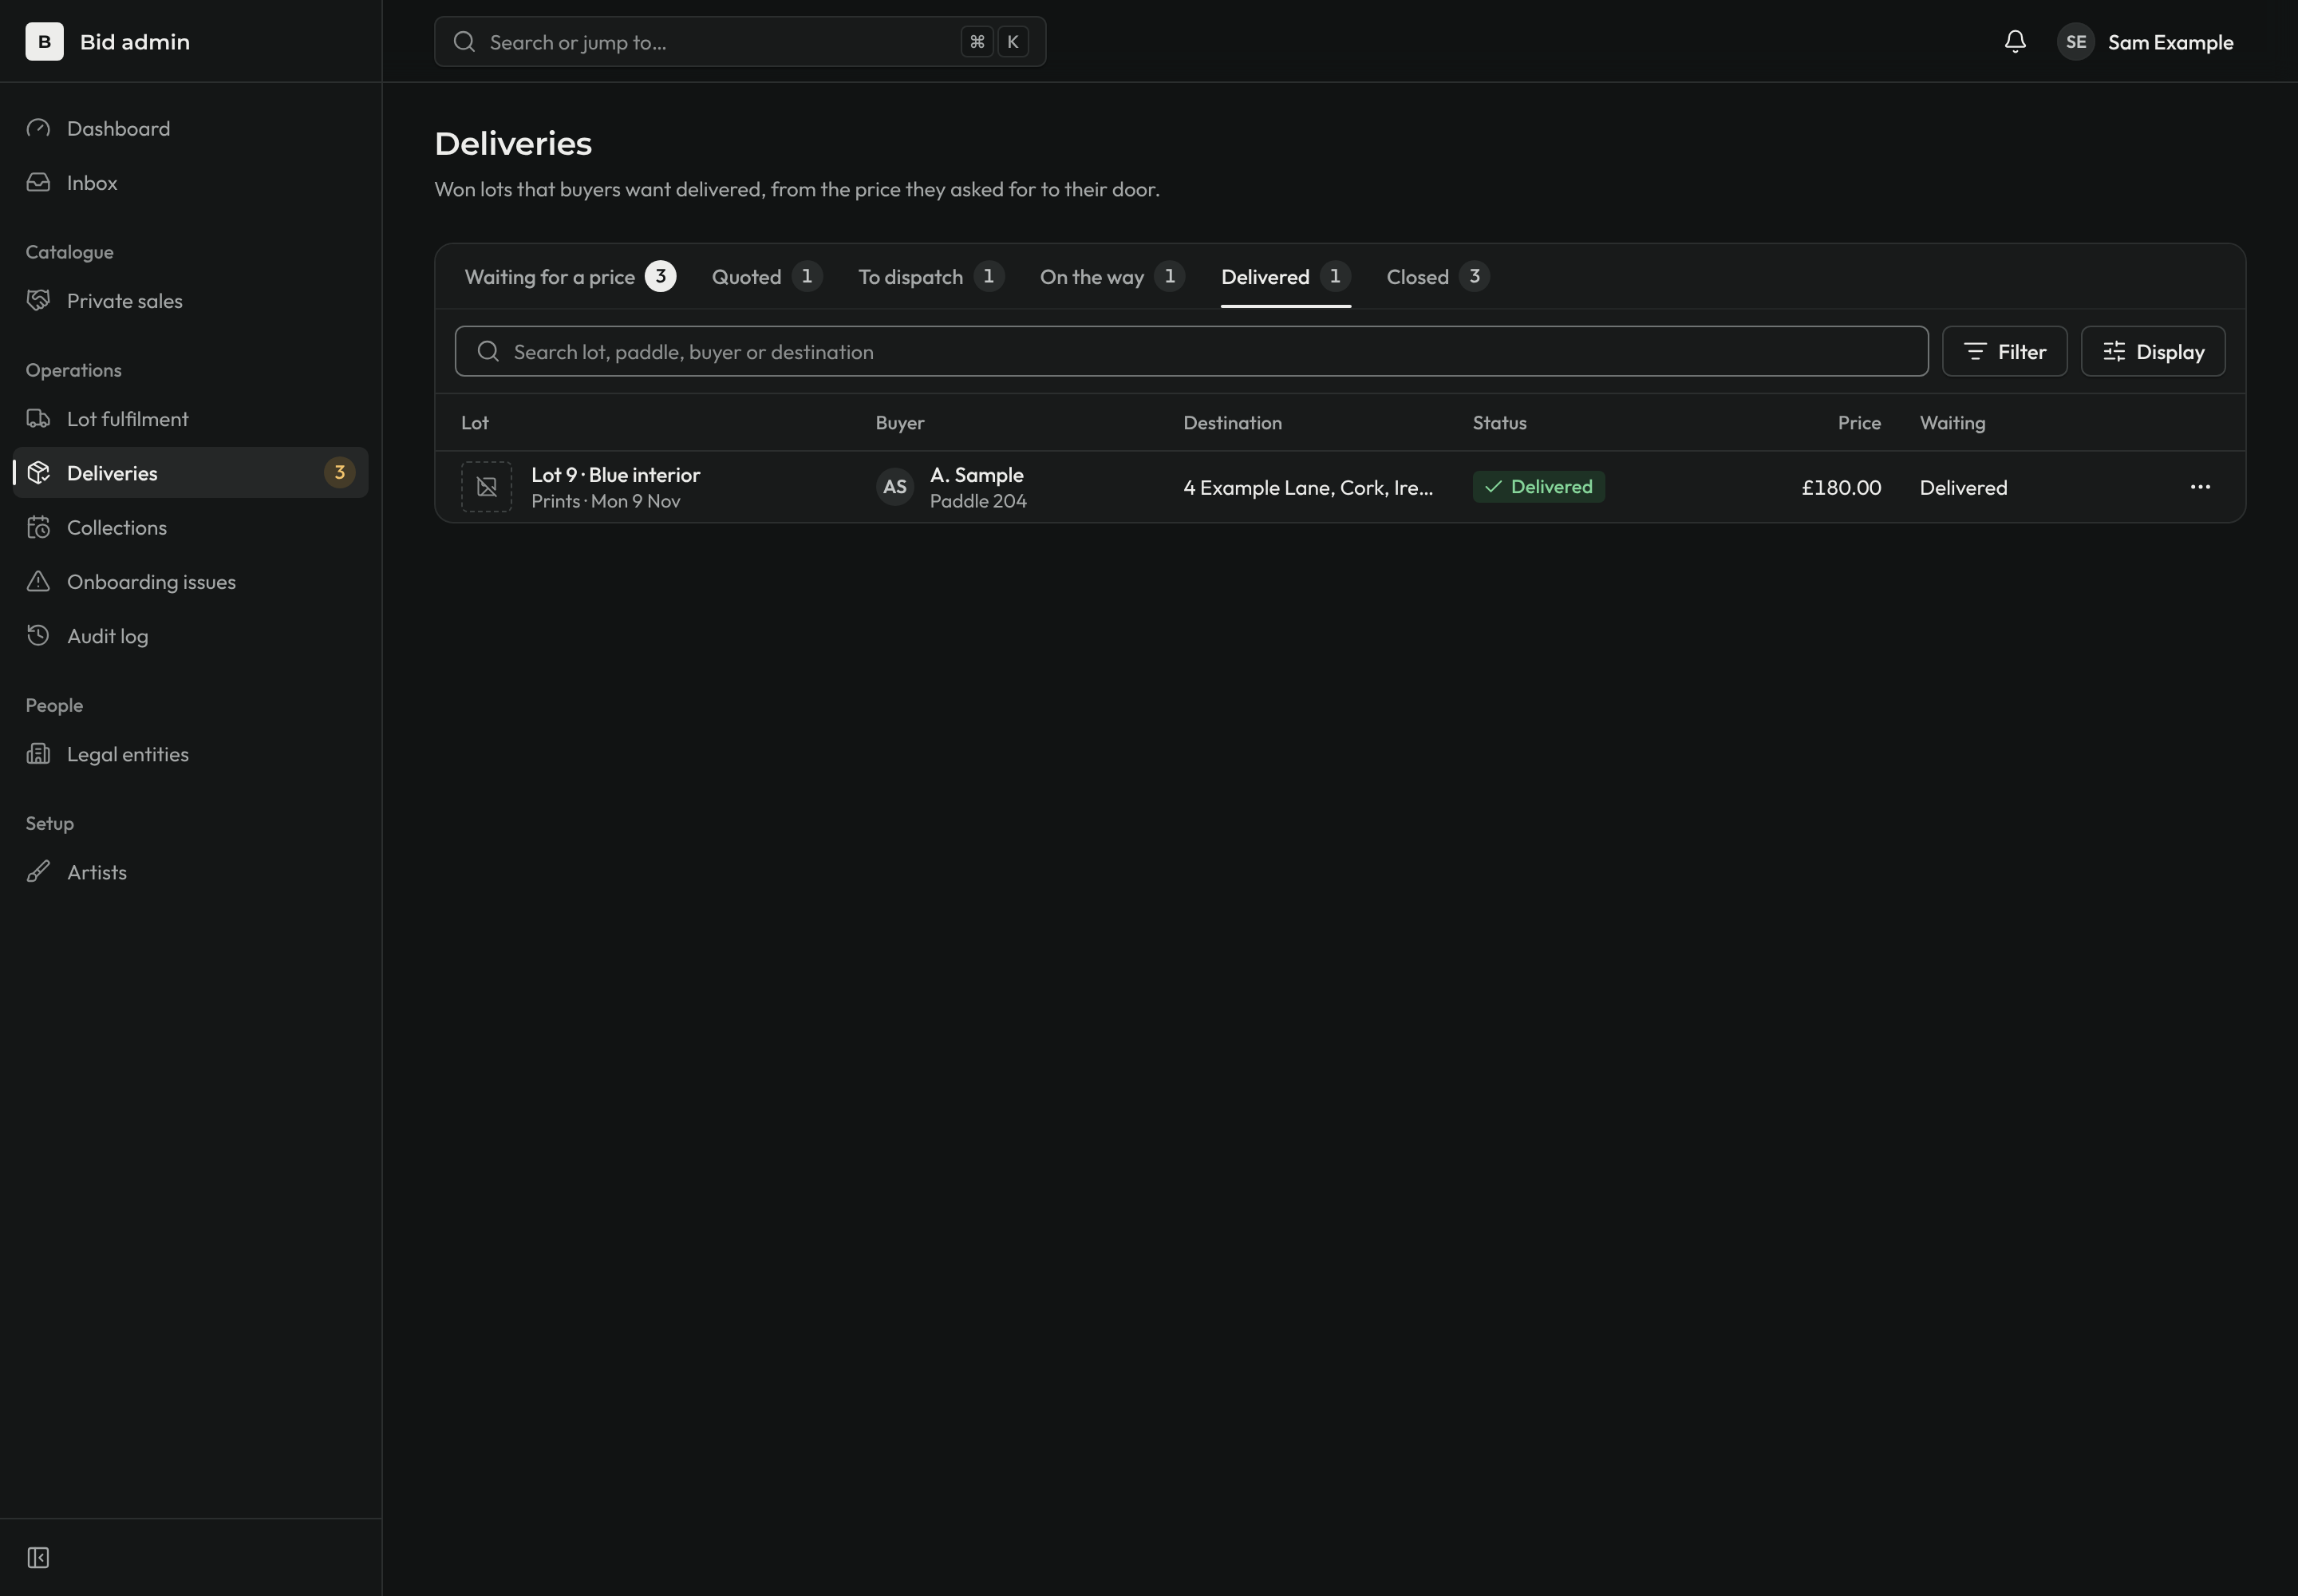 B Bid admin
Search or jump to... ⌘ K
SE Sam Example
Dashboard
Inbox
Catalogue
Private sales
Operations
Lot fulfilment
Deliveries 3
Collections
Onboarding issues
Audit log
People
Legal entities
Setup
Artists
Deliveries
Won lots that buyers want delivered, from the price they asked for to their door.
Waiting for a price 3 Quoted 1 To dispatch 1 On the way 1 Delivered 1 Closed 3
Search lot, paddle, buyer or destination Filter Display
Lot Buyer Destination Status Price Waiting
Lot 9 · Blue interior
Prints · Mon 9 Nov
AS A. Sample
Paddle 204
4 Example Lane, Cork, Ire... Delivered £180.00 Delivered